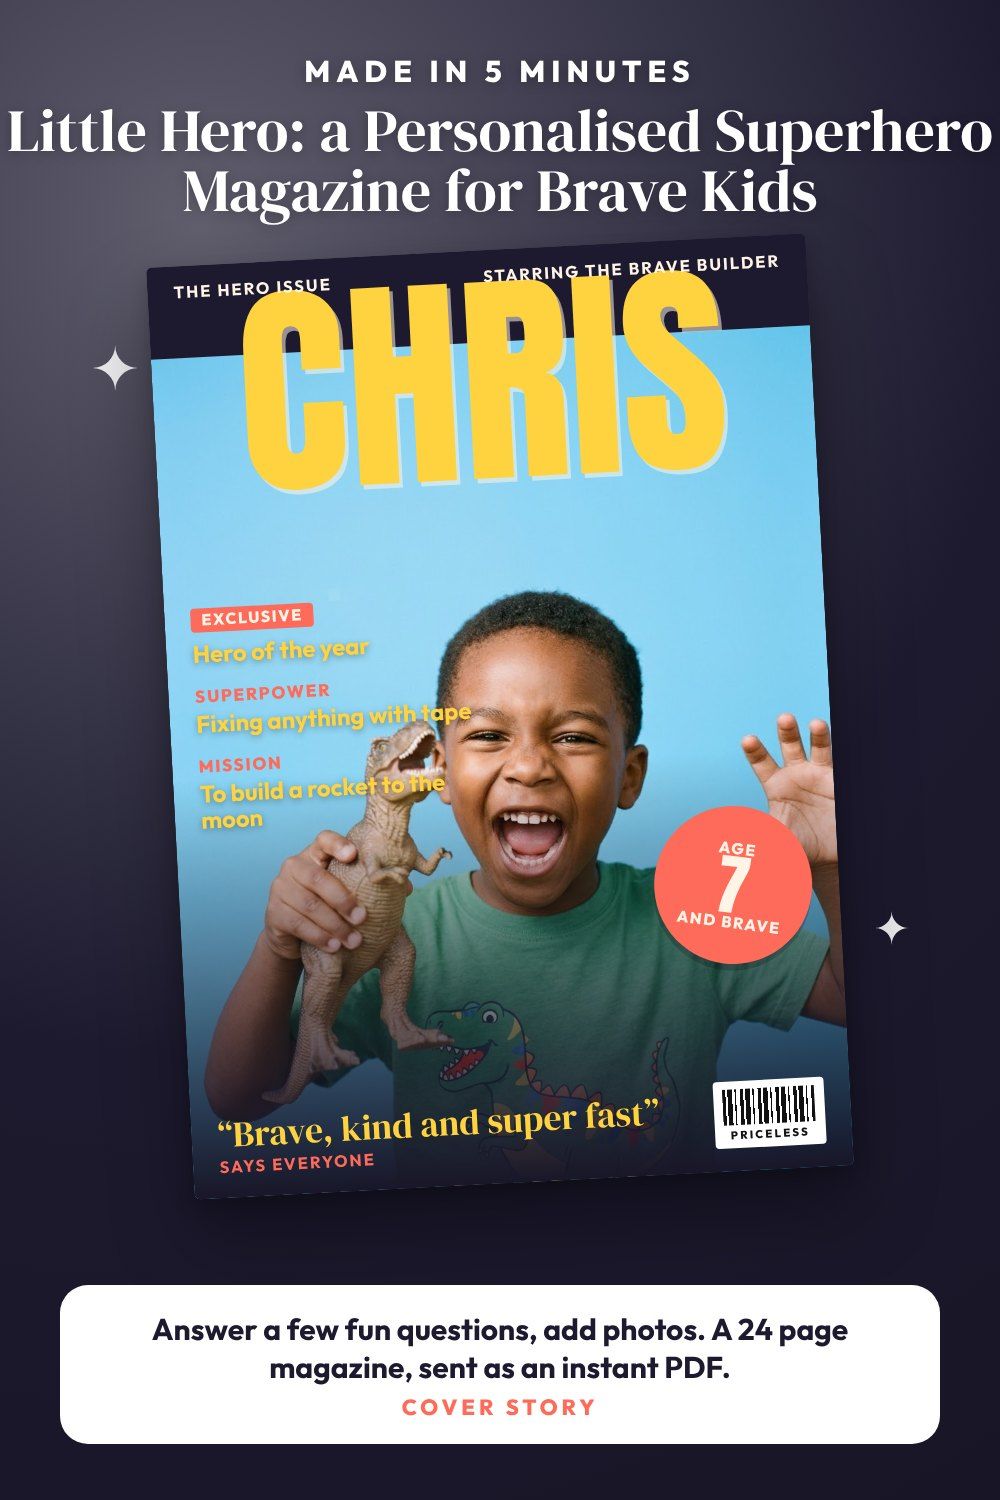 MADE IN 5 MINUTES
Little Hero: a Personalised Superhero
Magazine for Brave Kids
THE HERO ISSUE
STARRING THE BRAVE BUILDER
CHRIS
EXCLUSIVE
Hero of the year
SUPERPOWER
Fixing anything with tape
MISSION
To build a rocket to the
moon
AGE
7
AND BRAVE
“Brave, kind and super fast”
SAYS EVERYONE
PRICELESS
Answer a few fun questions, add photos. A 24 page
magazine, sent as an instant PDF.
COVER STORY